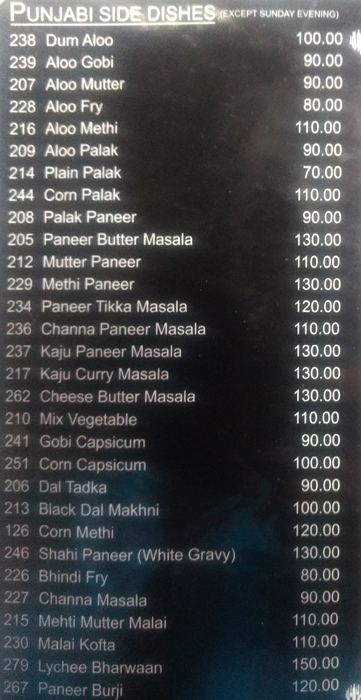 PUNJABI SIDE DISHES (EXCEPT SUNDAY EVENING)
238 Dum Aloo 100.00
239 Aloo Gobi 90.00
207 Aloo Mutter 90.00
228 Aloo Fry 80.00
216 Aloo Methi 110.00
209 Aloo Palak 90.00
214 Plain Palak 70.00
244 Corn Palak 110.00
208 Palak Paneer 90.00
205 Paneer Butter Masala 130.00
212 Mutter Paneer 110.00
229 Methi Paneer 130.00
234 Paneer Tikka Masala 120.00
236 Channa Paneer Masala 110.00
237 Kaju Paneer Masala 130.00
217 Kaju Curry Masala 130.00
262 Cheese Butter Masala 130.00
210 Mix Vegetable 110.00
241 Gobi Capsicum 90.00
251 Corn Capsicum 100.00
206 Dal Tadka 90.00
213 Black Dal Makhni 100.00
126 Corn Methi 120.00
246 Shahi Paneer (White Gravy) 130.00
226 Bhindi Fry 80.00
227 Channa Masala 90.00
215 Mehti Mutter Malai 110.00
230 Malai Kofta 110.00
279 Lychee Bharwaan 150.00
267 Paneer Burji 120.00